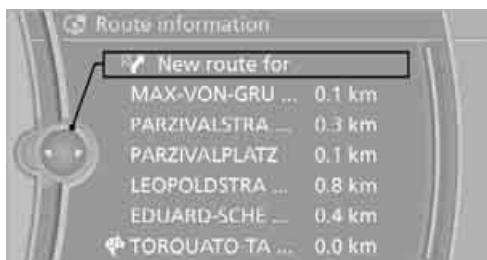 Route information
New route for
MAX-VON-GRU ... 0.1 km
PARZIVALSTRA ... 0.3 km
PARZIVALPLATZ 0.1 km
LEOPOLDSTRA ... 0.8 km
EDUARD-SCHE ... 0.4 km
TORQUATO TA ... 0.0 km